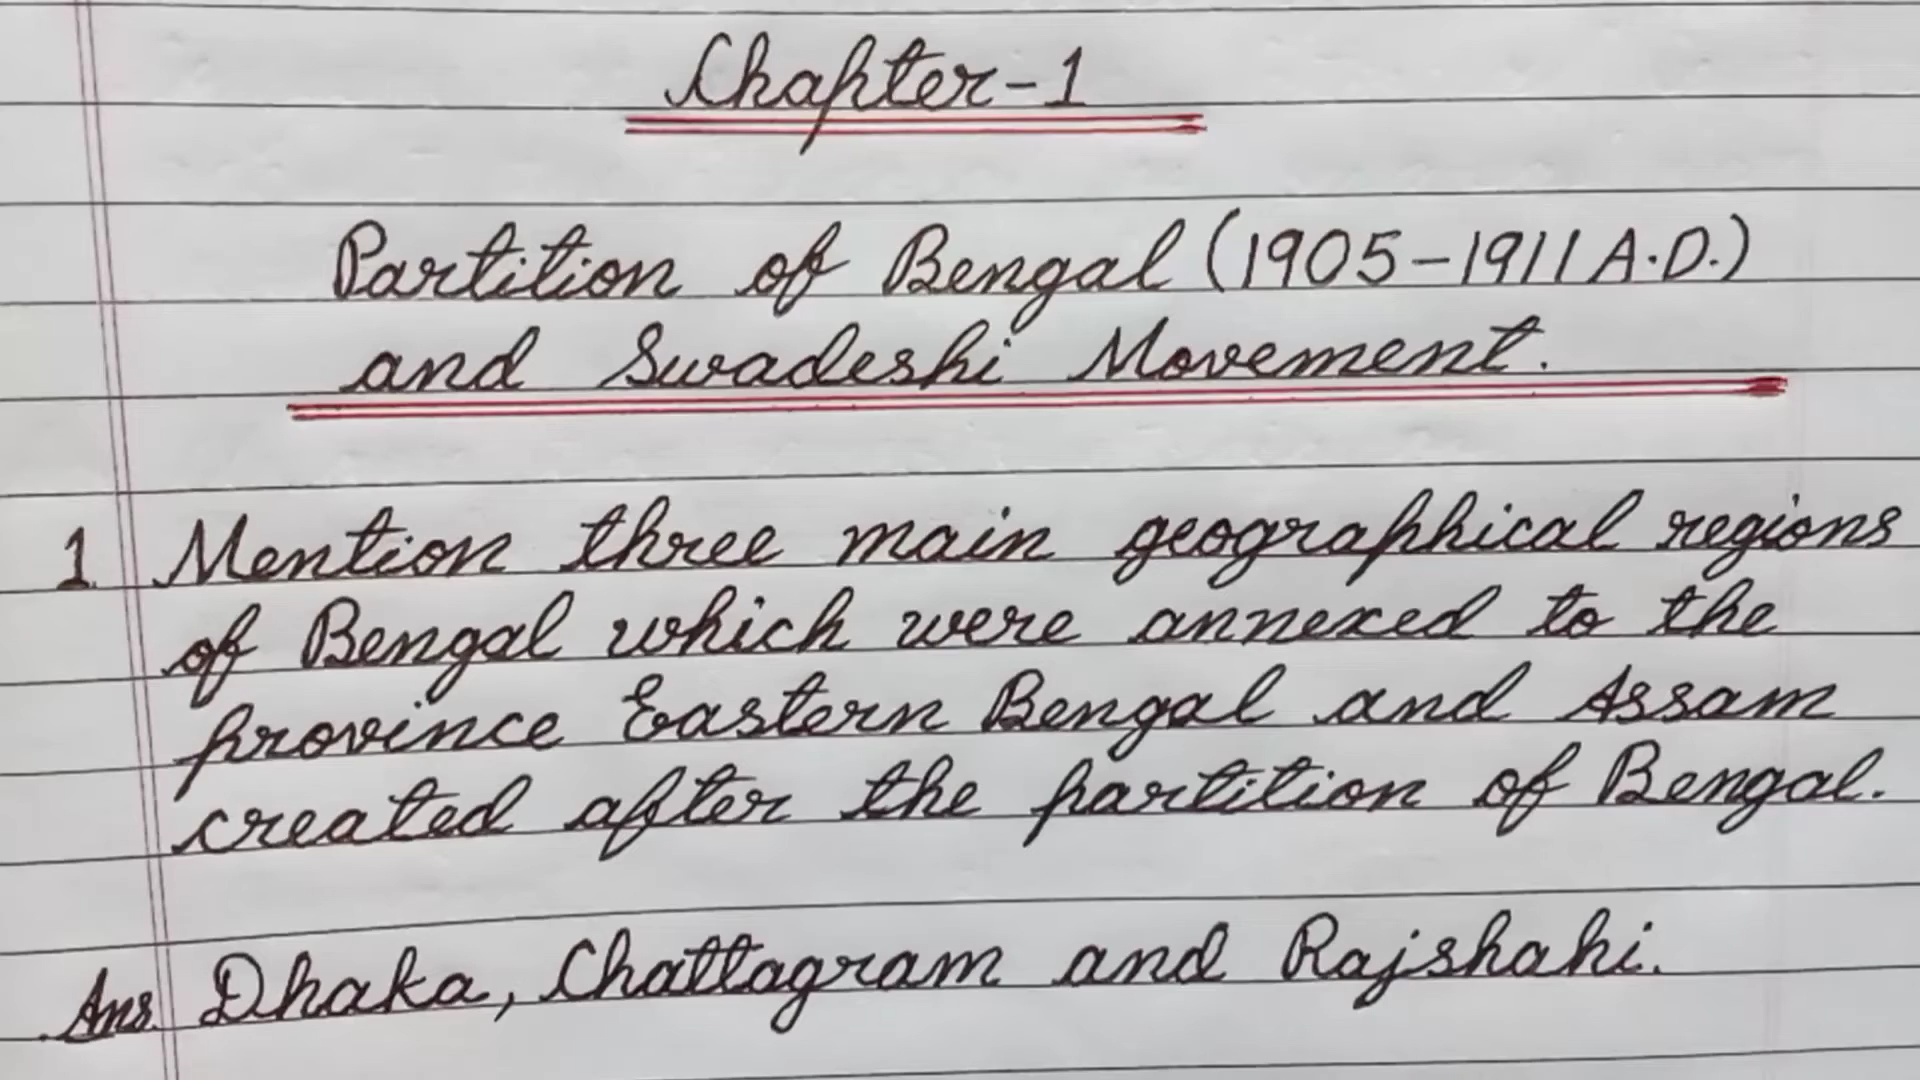 Chapter-1
Partition of Bengal (1905-1911 A.D.)
and Swadeshi Movement.
1 Mention three main geographical regions
of Bengal which were annexed to the
province Eastern Bengal and Assam
created after the partition of Bengal.
Ans. Dhaka, Chattagram and Rajshahi.